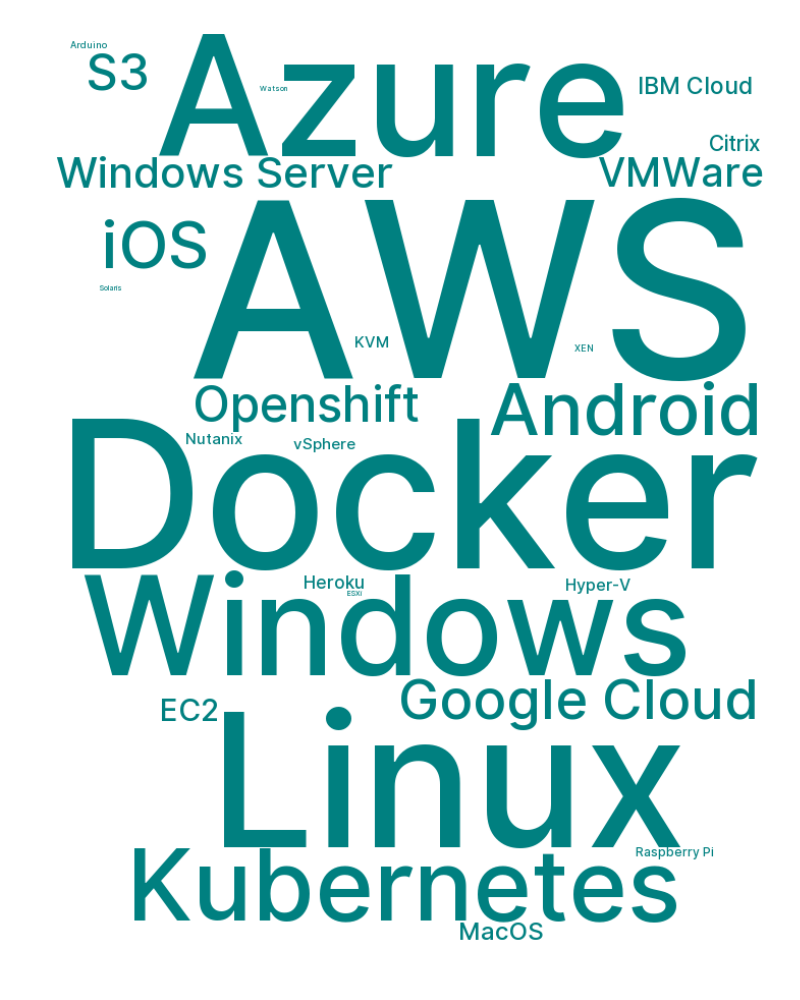 Arduino
S3
Azure
Watson
IBM Cloud
Citrix
Windows Server
VMWare
iOS
AWS
Solaris
KVM
XEN
Openshift
Android
Docker
Nutanix
vSphere
Windows
Heroku
ESXi
Hyper-V
Google Cloud
EC2
Linux
Kubernetes
Raspberry Pi
MacOS